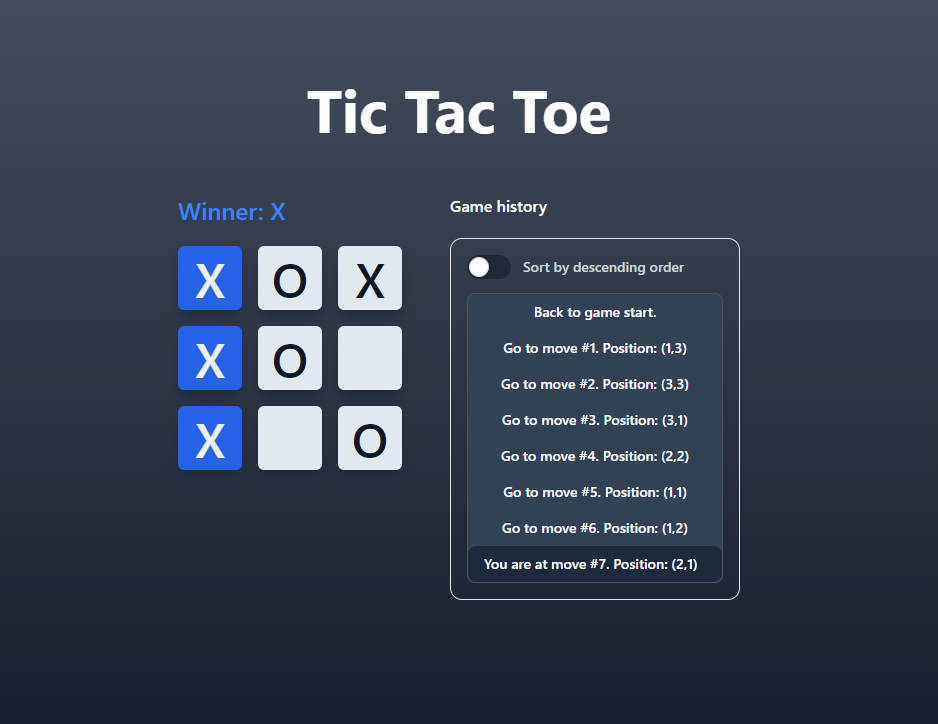 Tic Tac Toe
Winner: X
X O X
X O
X O
Game history
Sort by descending order
Back to game start.
Go to move #1. Position: (1,3)
Go to move #2. Position: (3,3)
Go to move #3. Position: (3,1)
Go to move #4. Position: (2,2)
Go to move #5. Position: (1,1)
Go to move #6. Position: (1,2)
You are at move #7. Position: (2,1)